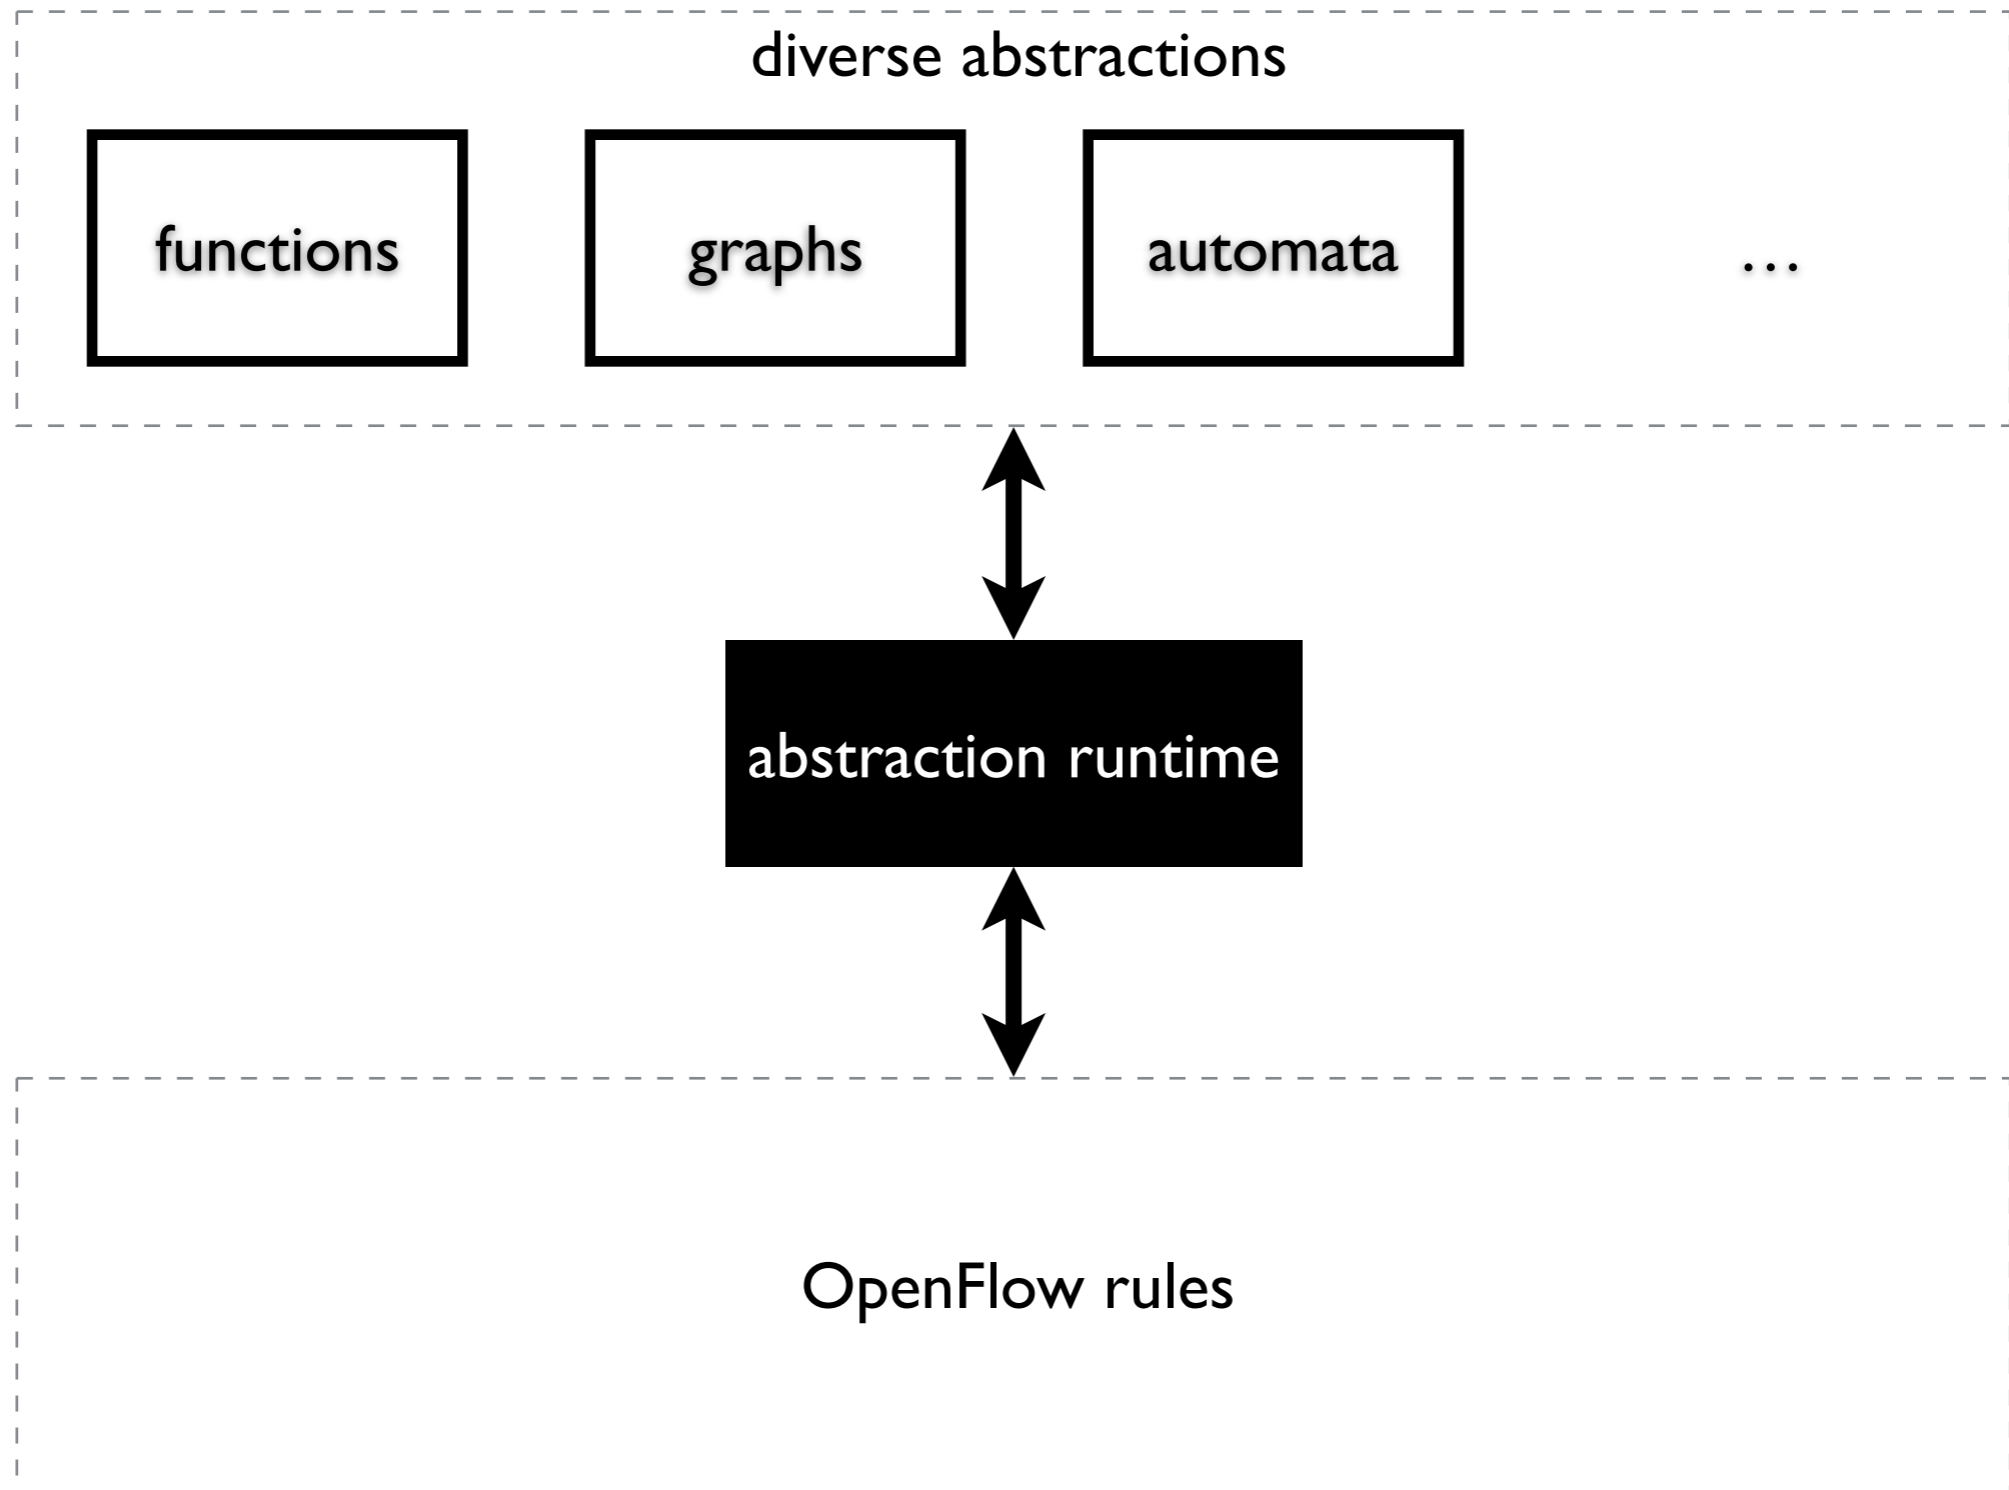 diverse abstractions
functions
graphs
automata
…
abstraction runtime
OpenFlow rules